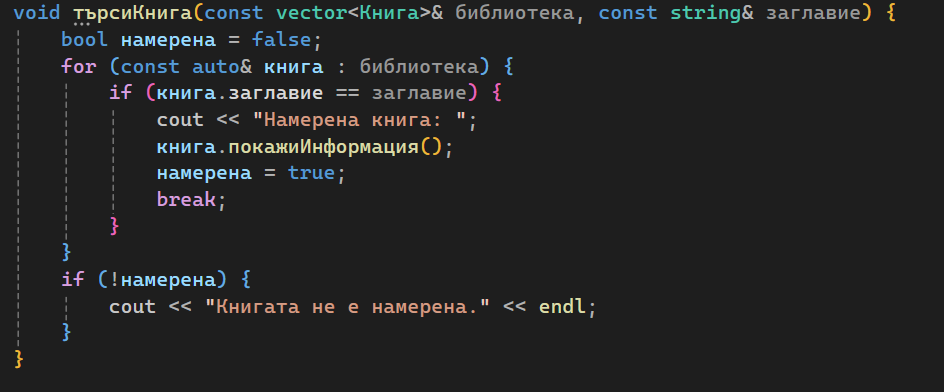 void търсиКнига(const vector<Книга>& библиотека, const string& заглавие) {
    bool намерена = false;
    for (const auto& книга : библиотека) {
        if (книга.заглавие == заглавие) {
            cout << "Намерена книга: ";
            книга.покажиИнформация();
            намерена = true;
            break;
        }
    }
    if (!намерена) {
        cout << "Книгата не е намерена." << endl;
    }
}